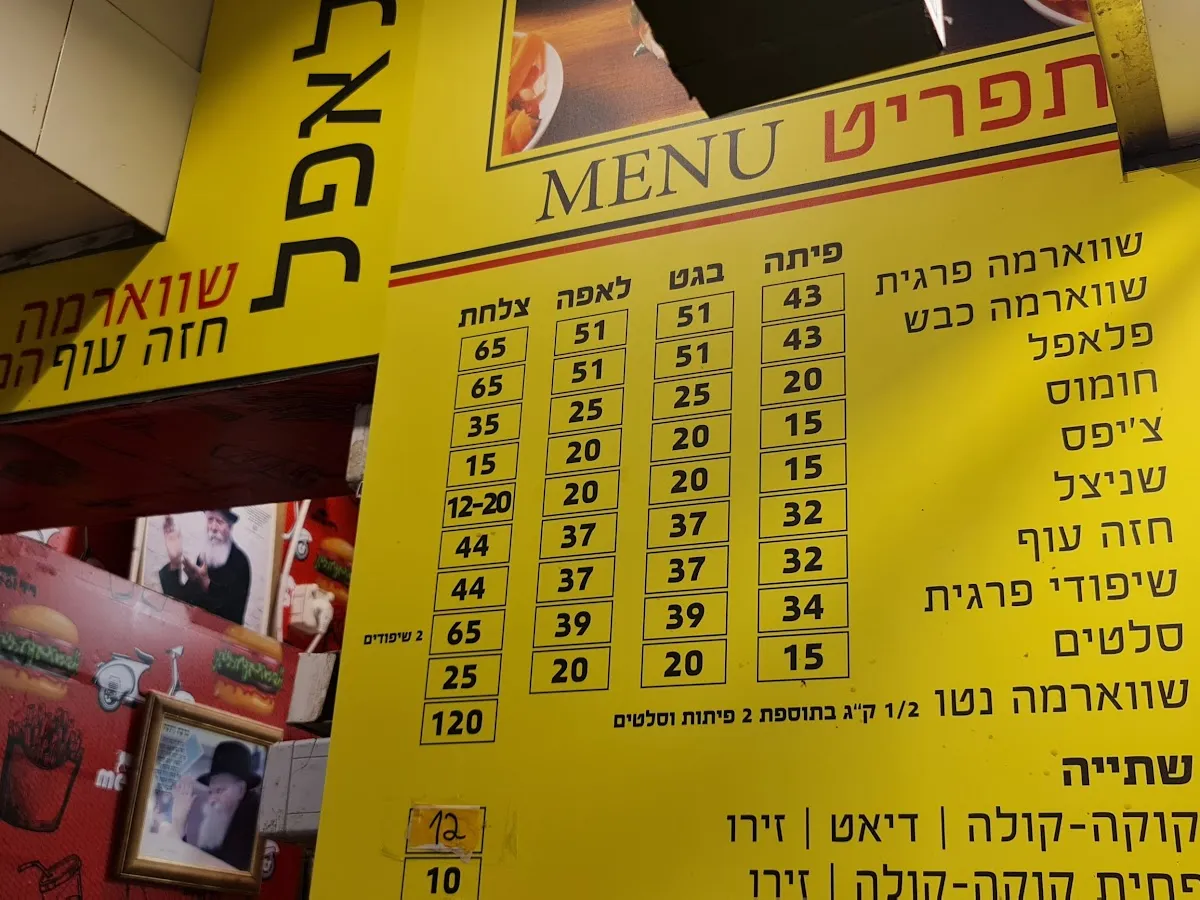 תפריט MENU
פיתה בגט לאפה צלחת
שווארמה פרגית 43 51 51 65
שווארמה כבש 43 51 51 65
פלאפל 20 25 25 35
חומוס 15 20 20 15
צ'יפס 15 20 20 12-20
שניצל 32 37 37 44
חזה עוף 32 37 37 44
שיפודי פרגית 34 39 39 65 2 שיפודים
סלטים 15 20 20 25
שווארמה נטו 1/2 ק"ג בתוספת 2 פיתות וסלטים 120
שתייה
קוקה-קולה | דיאט | זירו 12
פחית קוקה-קולה | זירו 10
לאפל
שווארמה
חזה עוף